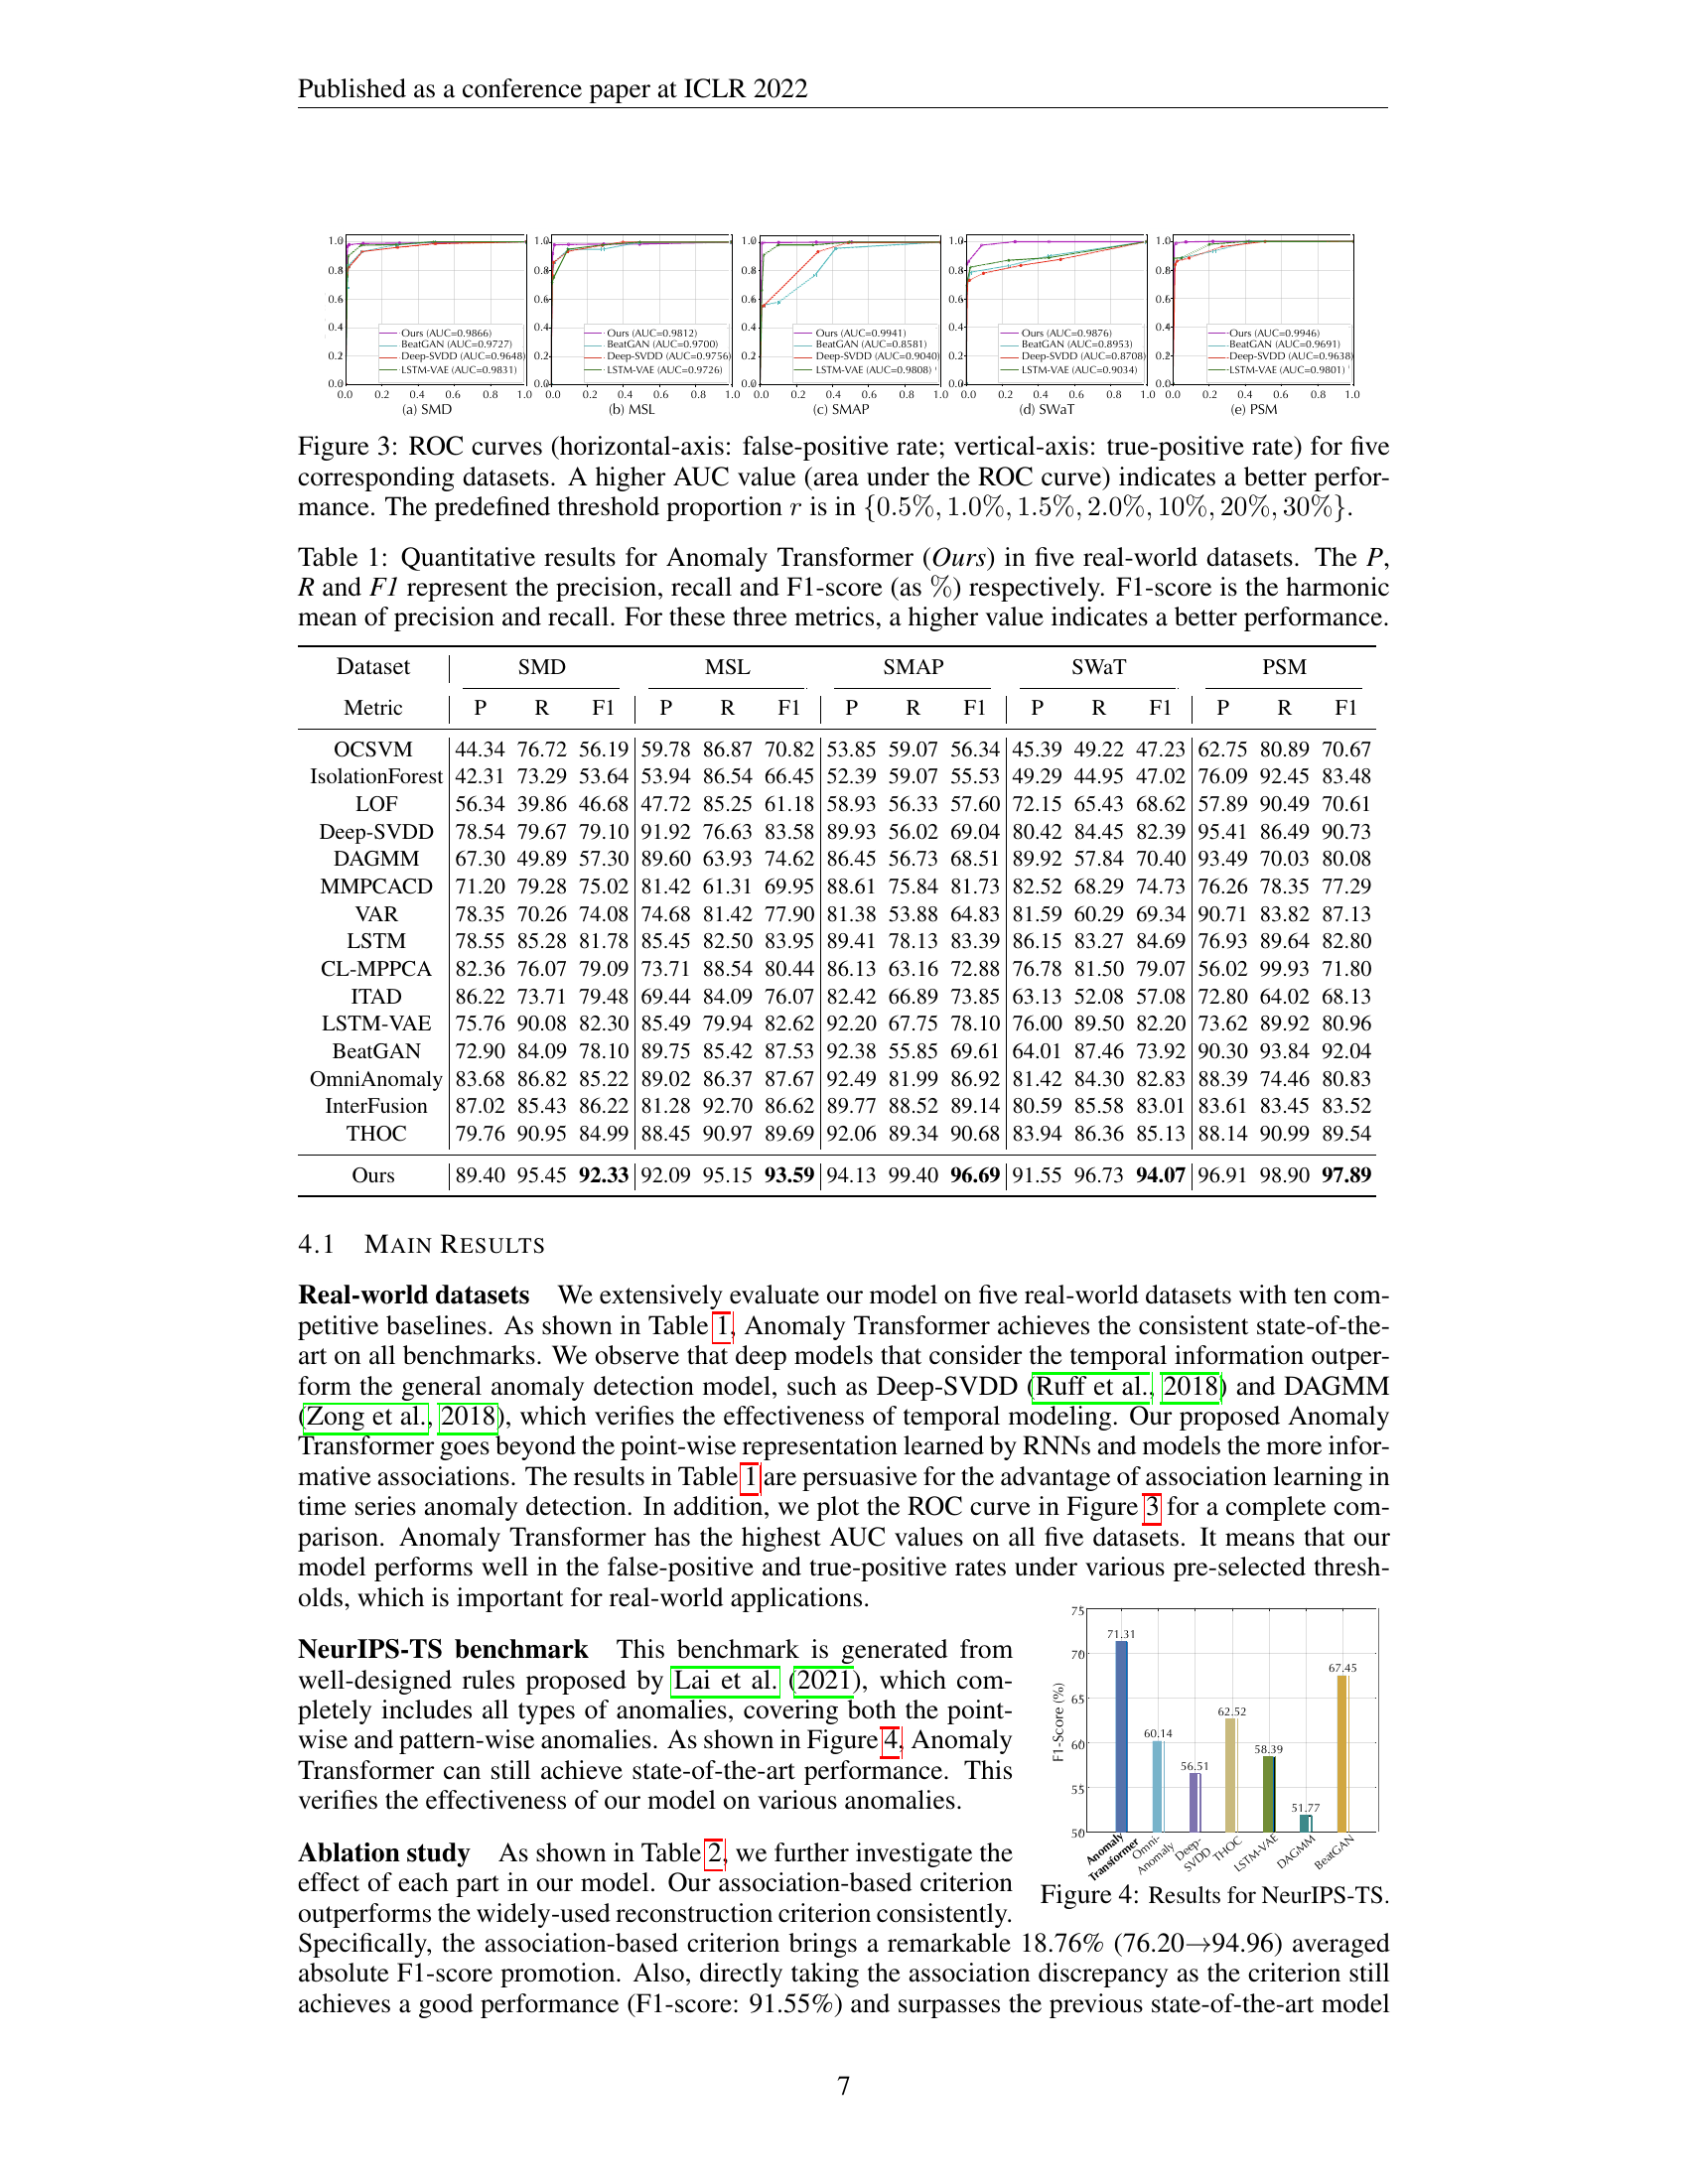 Published as a conference paper at ICLR 2022
1.0 0.8 0.6 0.4 0.2 0.0
Ours (AUC=0.9866)
BeatGAN (AUC=0.9727)
Deep-SVDD (AUC=0.9648)
LSTM-VAE (AUC=0.9831)
0.0 0.2 0.4 0.6 0.8 1.0
(a) SMD
1.0 0.8 0.6 0.4 0.2 0.0
Ours (AUC=0.9812)
BeatGAN (AUC=0.9700)
Deep-SVDD (AUC=0.9756)
LSTM-VAE (AUC=0.9726)
0.0 0.2 0.4 0.6 0.8 1.0
(b) MSL
1.0 0.8 0.6 0.4 0.2 0.0
Ours (AUC=0.9941)
BeatGAN (AUC=0.8581)
Deep-SVDD (AUC=0.9040)
LSTM-VAE (AUC=0.9808)
0.0 0.2 0.4 0.6 0.8 1.0
(c) SMAP
1.0 0.8 0.6 0.4 0.2 0.0
Ours (AUC=0.9876)
BeatGAN (AUC=0.8953)
Deep-SVDD (AUC=0.8708)
LSTM-VAE (AUC=0.9034)
0.0 0.2 0.4 0.6 0.8 1.0
(d) SWaT
1.0 0.8 0.6 0.4 0.2 0.0
Ours (AUC=0.9946)
BeatGAN (AUC=0.9691)
Deep-SVDD (AUC=0.9638)
LSTM-VAE (AUC=0.9801)
0.0 0.2 0.4 0.6 0.8 1.0
(e) PSM
Figure 3: ROC curves (horizontal-axis: false-positive rate; vertical-axis: true-positive rate) for five
corresponding datasets. A higher AUC value (area under the ROC curve) indicates a better perfor-
mance. The predefined threshold proportion r is in {0.5%, 1.0%, 1.5%, 2.0%, 10%, 20%, 30%}.
Table 1: Quantitative results for Anomaly Transformer (Ours) in five real-world datasets. The P,
R and F1 represent the precision, recall and F1-score (as %) respectively. F1-score is the harmonic
mean of precision and recall. For these three metrics, a higher value indicates a better performance.
Dataset SMD MSL SMAP SWaT PSM
Metric P R F1 P R F1 P R F1 P R F1 P R F1
OCSVM 44.34 76.72 56.19 59.78 86.87 70.82 53.85 59.07 56.34 45.39 49.22 47.23 62.75 80.89 70.67
IsolationForest 42.31 73.29 53.64 53.94 86.54 66.45 52.39 59.07 55.53 49.29 44.95 47.02 76.09 92.45 83.48
LOF 56.34 39.86 46.68 47.72 85.25 61.18 58.93 56.33 57.60 72.15 65.43 68.62 57.89 90.49 70.61
Deep-SVDD 78.54 79.67 79.10 91.92 76.63 83.58 89.93 56.02 69.04 80.42 84.45 82.39 95.41 86.49 90.73
DAGMM 67.30 49.89 57.30 89.60 63.93 74.62 86.45 56.73 68.51 89.92 57.84 70.40 93.49 70.03 80.08
MMPCACD 71.20 79.28 75.02 81.42 61.31 69.95 88.61 75.84 81.73 82.52 68.29 74.73 76.26 78.35 77.29
VAR 78.35 70.26 74.08 74.68 81.42 77.90 81.38 53.88 64.83 81.59 60.29 69.34 90.71 83.82 87.13
LSTM 78.55 85.28 81.78 85.45 82.50 83.95 89.41 78.13 83.39 86.15 83.27 84.69 76.93 89.64 82.80
CL-MPPCA 82.36 76.07 79.09 73.71 88.54 80.44 86.13 63.16 72.88 76.78 81.50 79.07 56.02 99.93 71.80
ITAD 86.22 73.71 79.48 69.44 84.09 76.07 82.42 66.89 73.85 63.13 52.08 57.08 72.80 64.02 68.13
LSTM-VAE 75.76 90.08 82.30 85.49 79.94 82.62 92.20 67.75 78.10 76.00 89.50 82.20 73.62 89.92 80.96
BeatGAN 72.90 84.09 78.10 89.75 85.42 87.53 92.38 55.85 69.61 64.01 87.46 73.92 90.30 93.84 92.04
OmniAnomaly 83.68 86.82 85.22 89.02 86.37 87.67 92.49 81.99 86.92 81.42 84.30 82.83 88.39 74.46 80.83
InterFusion 87.02 85.43 86.22 81.28 92.70 86.62 89.77 88.52 89.14 80.59 85.58 83.01 83.61 83.45 83.52
THOC 79.76 90.95 84.99 88.45 90.97 89.69 92.06 89.34 90.68 83.94 86.36 85.13 88.14 90.99 89.54
Ours 89.40 95.45 92.33 92.09 95.15 93.59 94.13 99.40 96.69 91.55 96.73 94.07 96.91 98.90 97.89
4.1 MAIN RESULTS
Real-world datasets We extensively evaluate our model on five real-world datasets with ten com-
petitive baselines. As shown in Table 1, Anomaly Transformer achieves the consistent state-of-the-
art on all benchmarks. We observe that deep models that consider the temporal information outper-
form the general anomaly detection model, such as Deep-SVDD (Ruff et al., 2018) and DAGMM
(Zong et al., 2018), which verifies the effectiveness of temporal modeling. Our proposed Anomaly
Transformer goes beyond the point-wise representation learned by RNNs and models the more infor-
mative associations. The results in Table 1 are persuasive for the advantage of association learning in
time series anomaly detection. In addition, we plot the ROC curve in Figure 3 for a complete com-
parison. Anomaly Transformer has the highest AUC values on all five datasets. It means that our
model performs well in the false-positive and true-positive rates under various pre-selected thresh-
olds, which is important for real-world applications.
NeurIPS-TS benchmark This benchmark is generated from
well-designed rules proposed by Lai et al. (2021), which com-
pletely includes all types of anomalies, covering both the point-
wise and pattern-wise anomalies. As shown in Figure 4, Anomaly
Transformer can still achieve state-of-the-art performance. This
verifies the effectiveness of our model on various anomalies.
F1-Score (%)
75 70 65 60 55 50
71.31 60.14 56.51 62.52 58.39 51.77 67.45
Anomaly Transformer
Omni-Anomaly
Deep-SVDD
THOC
LSTM-VAE
DAGMM
BeatGAN
Figure 4: Results for NeurIPS-TS.
Ablation study As shown in Table 2, we further investigate the
effect of each part in our model. Our association-based criterion
outperforms the widely-used reconstruction criterion consistently.
Specifically, the association-based criterion brings a remarkable 18.76% (76.20→94.96) averaged
absolute F1-score promotion. Also, directly taking the association discrepancy as the criterion still
achieves a good performance (F1-score: 91.55%) and surpasses the previous state-of-the-art model
7